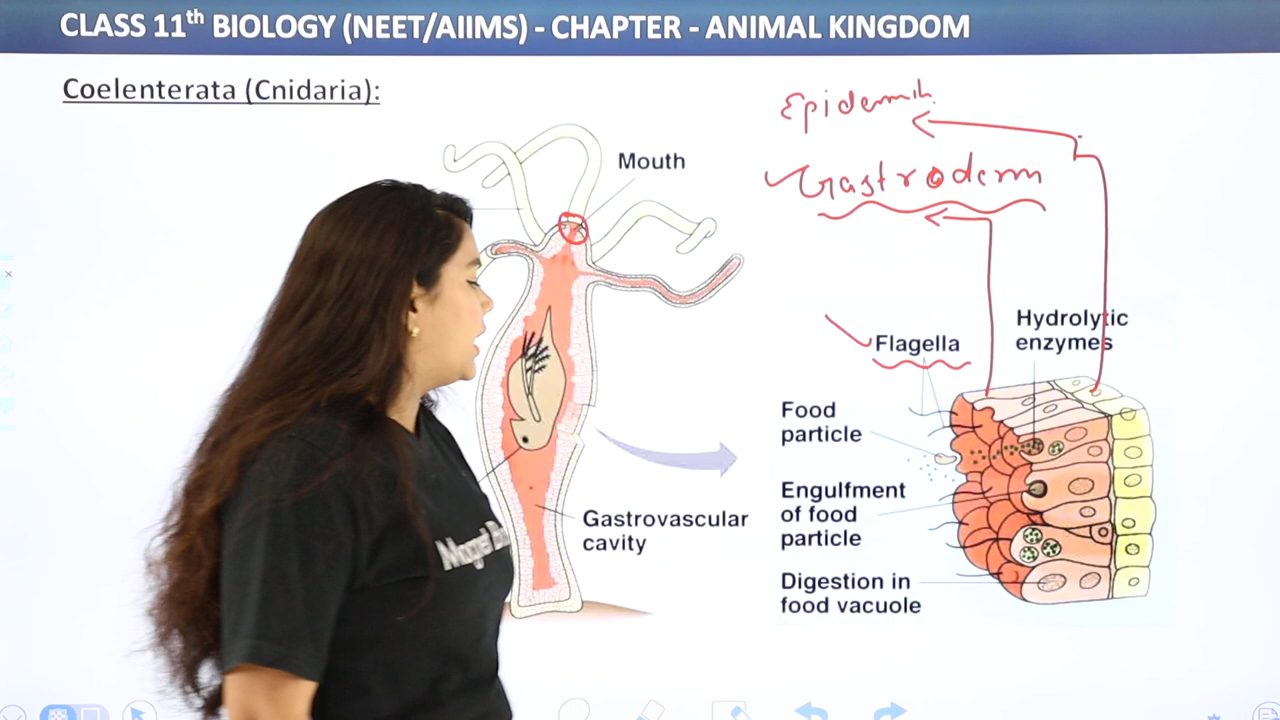 CLASS 11th BIOLOGY (NEET/AIIMS) - CHAPTER - ANIMAL KINGDOM
Coelenterata (Cnidaria):
Mouth
Gastroderm
Flagella
Hydrolytic
enzymes
Food
particle
Engulfment
of food
particle
Gastrovascular
cavity
Digestion in
food vacuole